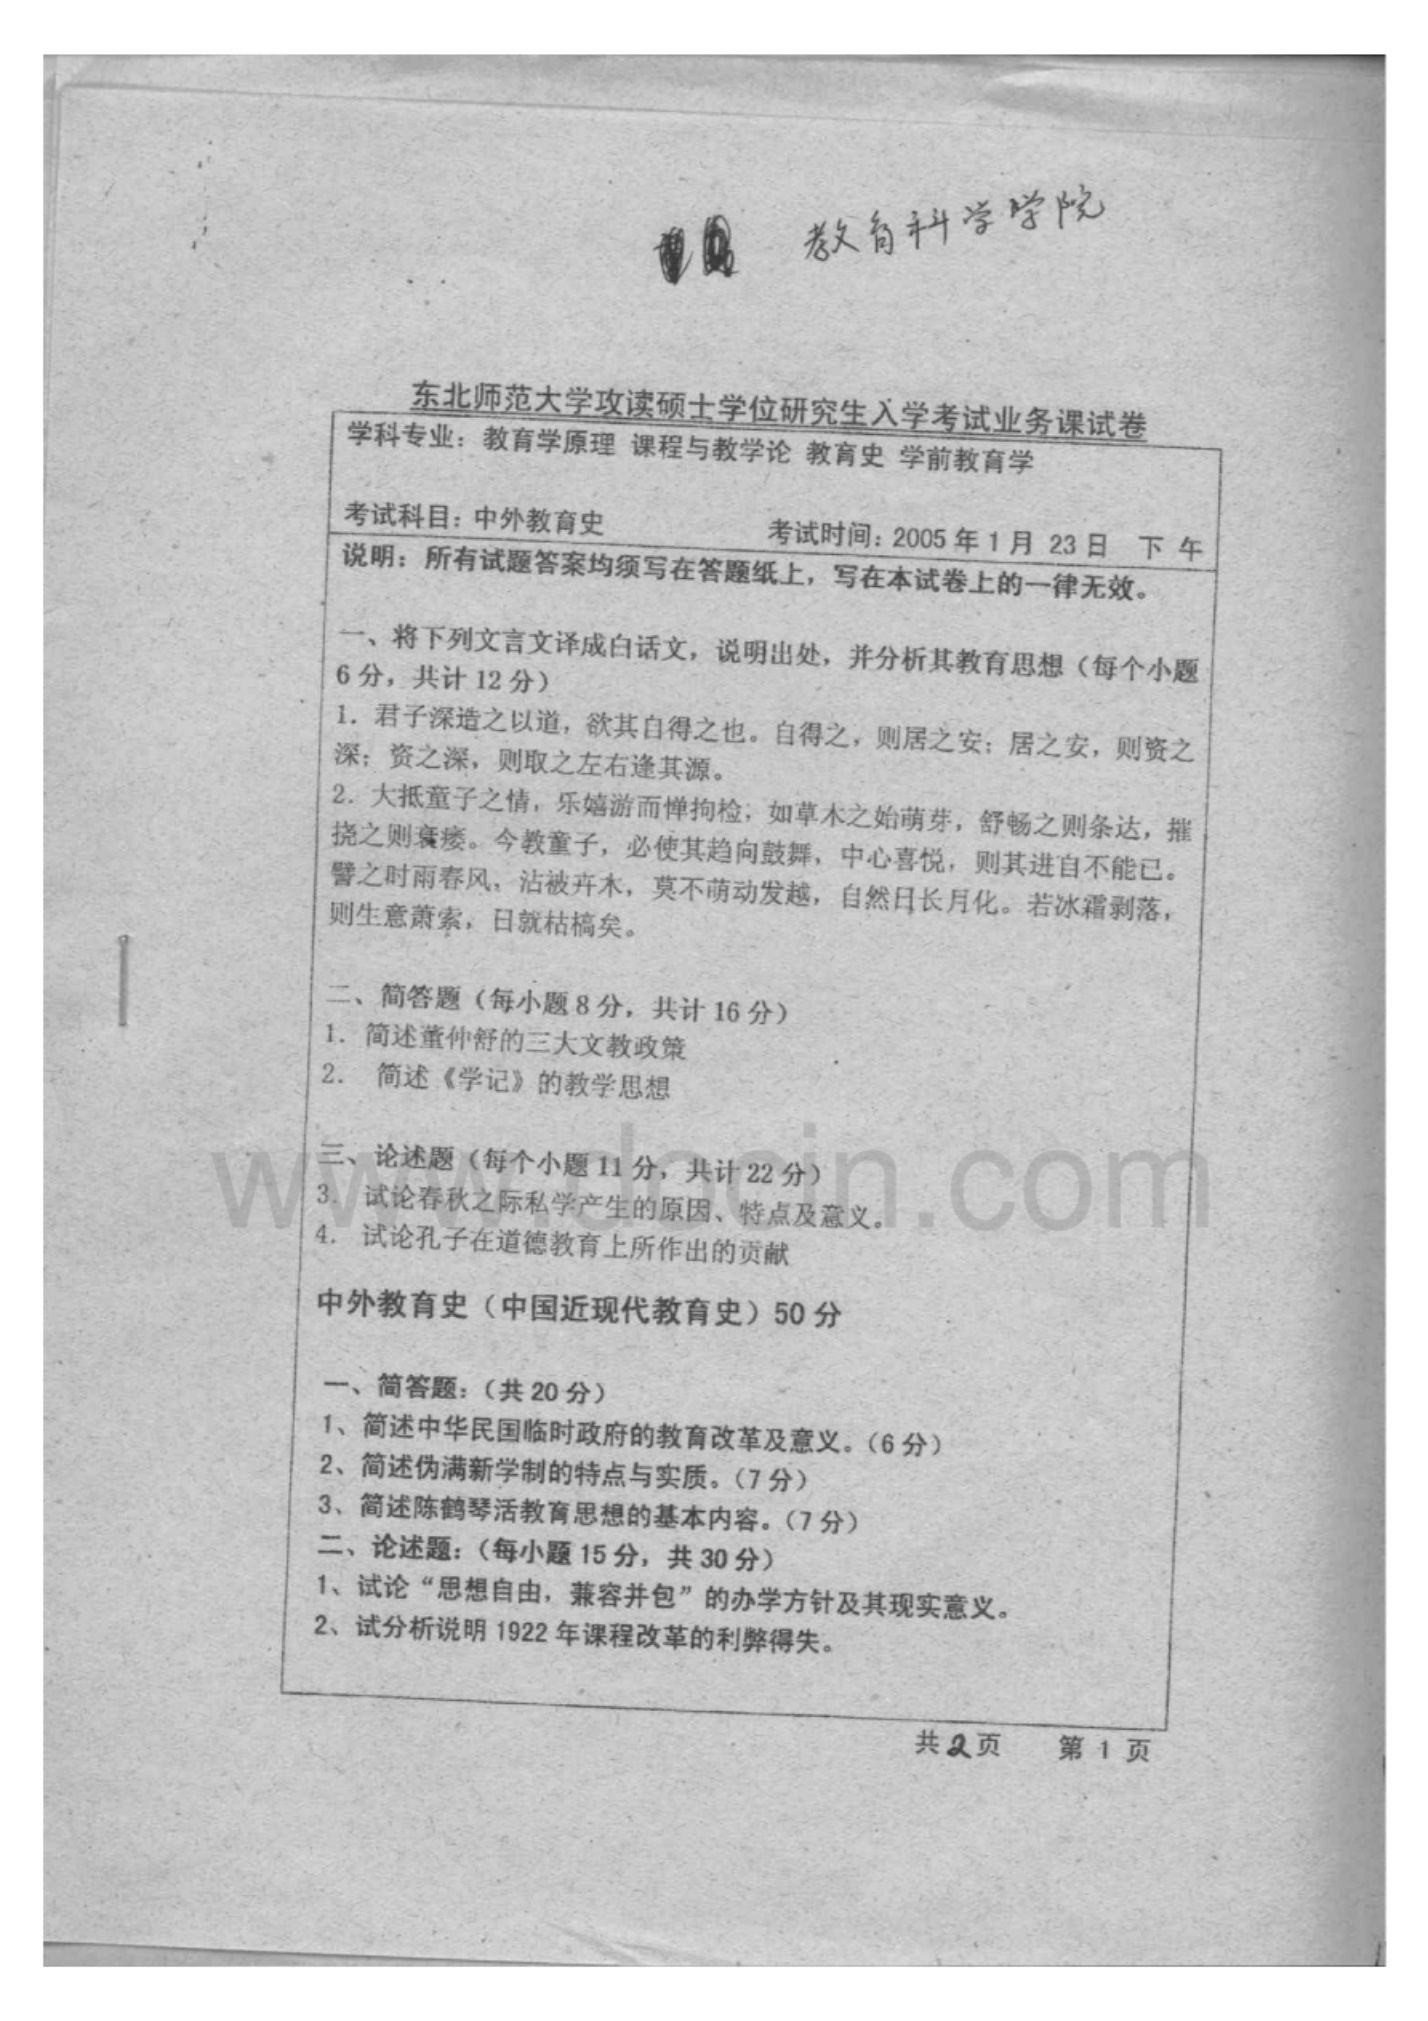 教育科学学院
东北师范大学攻读硕士学位研究生入学考试业务课试卷
学科专业：教育学原理 课程与教学论 教育史 学前教育学
考试科目：中外教育史 考试时间：2005年1月 23日 下 午
说明：所有试题答案均须写在答题纸上，写在本试卷上的一律无效。
一、将下列文言文译成白话文，说明出处，并分析其教育思想（每个小题
6分，共计12分）
1．君子深造之以道，欲其自得之也。自得之，则居之安；居之安，则资之
深；资之深，则取之左右逢其源。
2．大抵童子之情，乐嬉游而惮拘检，如草木之始萌芽，舒畅之则条达，摧
挠之则衰痿。今教童子，必使其趋向鼓舞，中心喜悦，则其进自不能已。
譬之时雨春风，沾被卉木，莫不萌动发越，自然日长月化。若冰霜剥落，
则生意萧索，日就枯槁矣。
二、简答题（每小题8分，共计16分）
1．简述董仲舒的三大文教政策
2． 简述《学记》的教学思想
三、论述题（每个小题11分，共计22分）
3． 试论春秋之际私学产生的原因、特点及意义。
4． 试论孔子在道德教育上所作出的贡献
www.docin.com
中外教育史（中国近现代教育史）50分
一、简答题：（共20分）
1、简述中华民国临时政府的教育改革及意义。（6分）
2、简述伪满新学制的特点与实质。（7分）
3、简述陈鹤琴活教育思想的基本内容。（7分）
二、论述题：（每小题15分，共30分）
1、试论“思想自由，兼容并包”的办学方针及其现实意义。
2、试分析说明1922年课程改革的利弊得失。
共2页 第 1 页